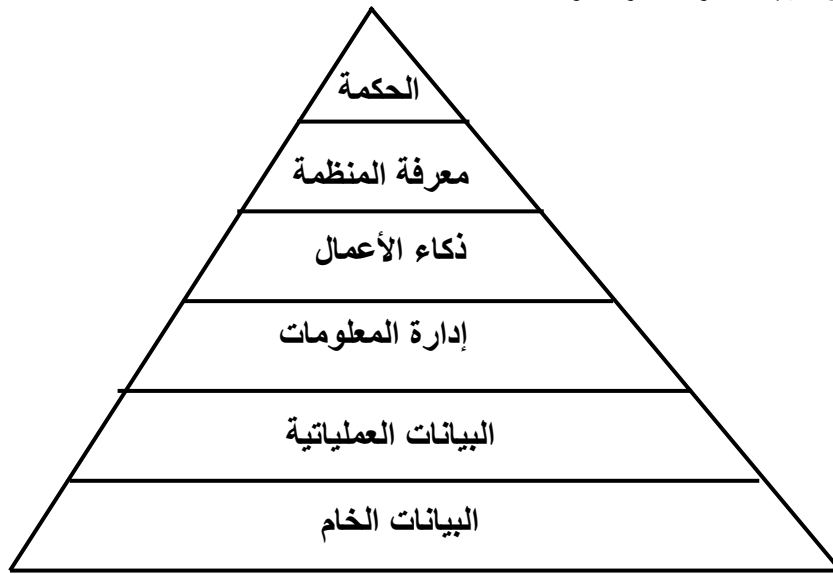 الحكمة
معرفة المنظمة
ذكاء الأعمال
إدارة المعلومات
البيانات العملياتية
البيانات الخام